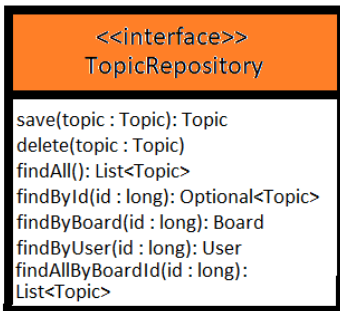 <<interface>>
TopicRepository
save(topic : Topic): Topic
delete(topic : Topic)
findAll(): List<Topic>
findById(id : long): Optional<Topic>
findByBoard(id : long): Board
findByUser(id : long): User
findAllByBoardId(id : long):
List<Topic>